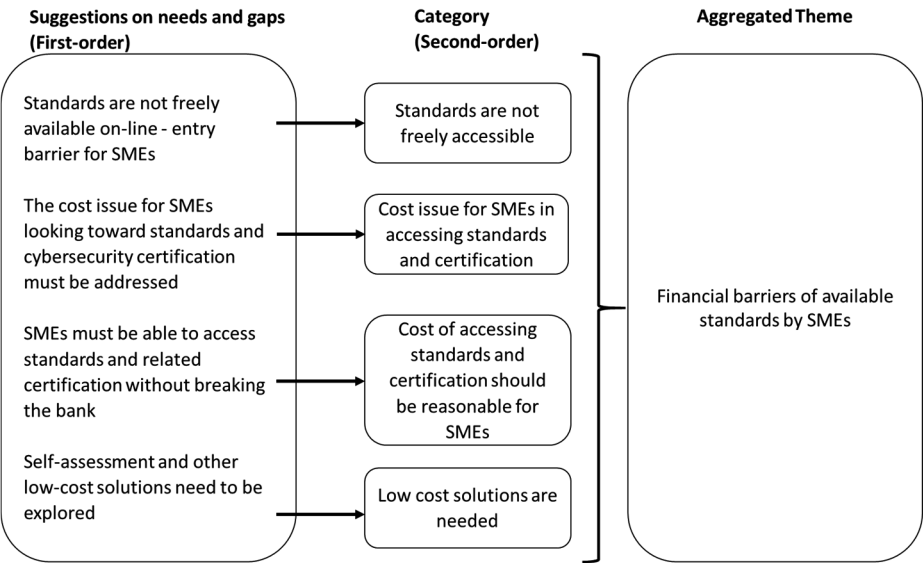 Suggestions on needs and gaps
(First-order)
Category
(Second-order)
Aggregated Theme
Standards are not freely
available on-line - entry
barrier for SMEs
The cost issue for SMEs
looking toward standards and
cybersecurity certification
must be addressed
SMEs must be able to access
standards and related
certification without breaking
the bank
Self-assessment and other
low-cost solutions need to be
explored
Standards are not
freely accessible
Cost issue for SMEs in
accessing standards
and certification
Cost of accessing
standards and
certification should
be reasonable for
SMEs
Low cost solutions are
needed
Financial barriers of available
standards by SMEs